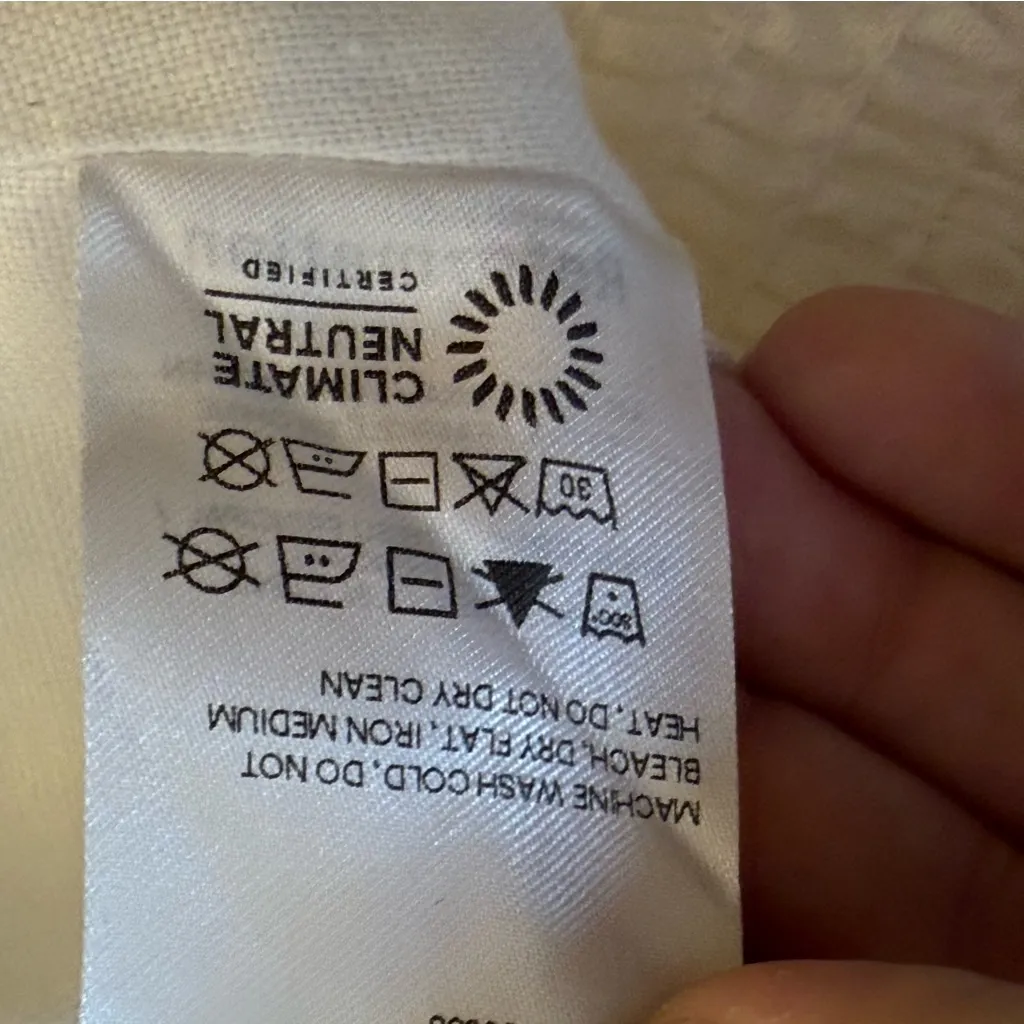 MACHINE WASH COLD, DO NOT
BLEACH, DRY FLAT, IRON MEDIUM
HEAT, DO NOT DRY CLEAN
30
CLIMATE
NEUTRAL
CERTIFIED